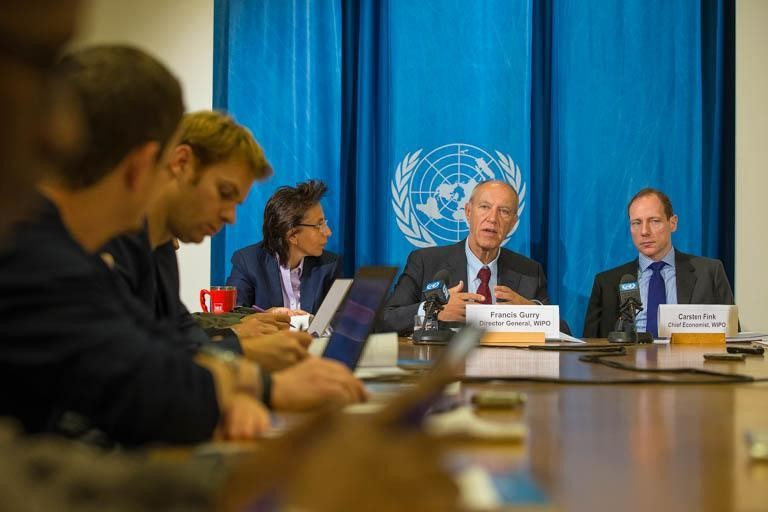 Francis Gurry
Director General, WIPO
Carsten Fink
Chief Economist, WIPO